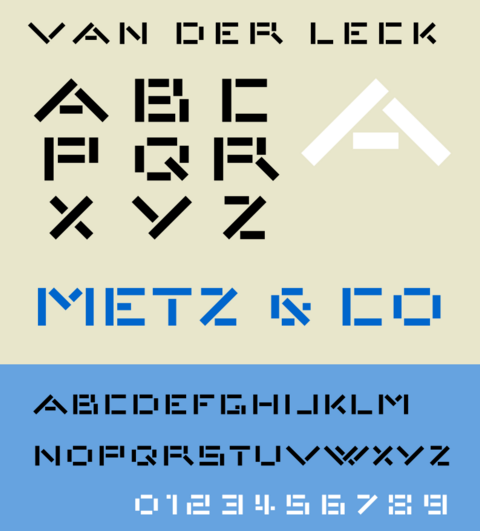 VAN DER LECK
ABC
A
PQR
XYZ
METZ & CO
ABCDEFGHIJKLM
NOPQRSTUVWXYZ
0123456789